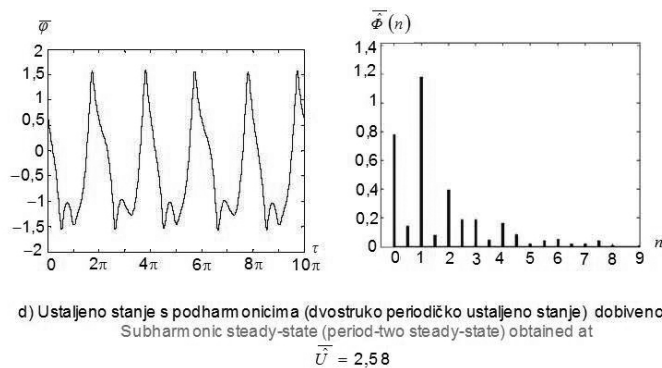 φ
2
1,5
1
0,5
0
−0,5
−1
−1,5
−2
0 2π 4π 6π 8π 10π
τ
Φ̂(n)
1,4
1,2
1
0,8
0,6
0,4
0,2
0
0 1 2 3 4 5 6 7 8 9
n
d) Ustaljeno stanje s podharmonicima (dvostruko periodičko ustaljeno stanje) dobiveno
Subharmonic steady-state (period-two steady-state) obtained at
Û = 2,58